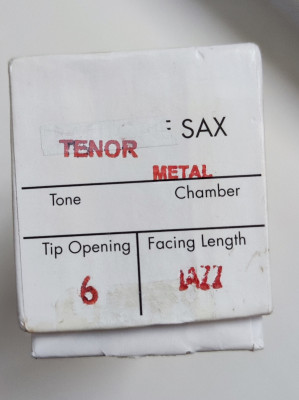 SAX
TENOR
METAL
Tone Chamber
Tip Opening Facing Length
6 JAZZ